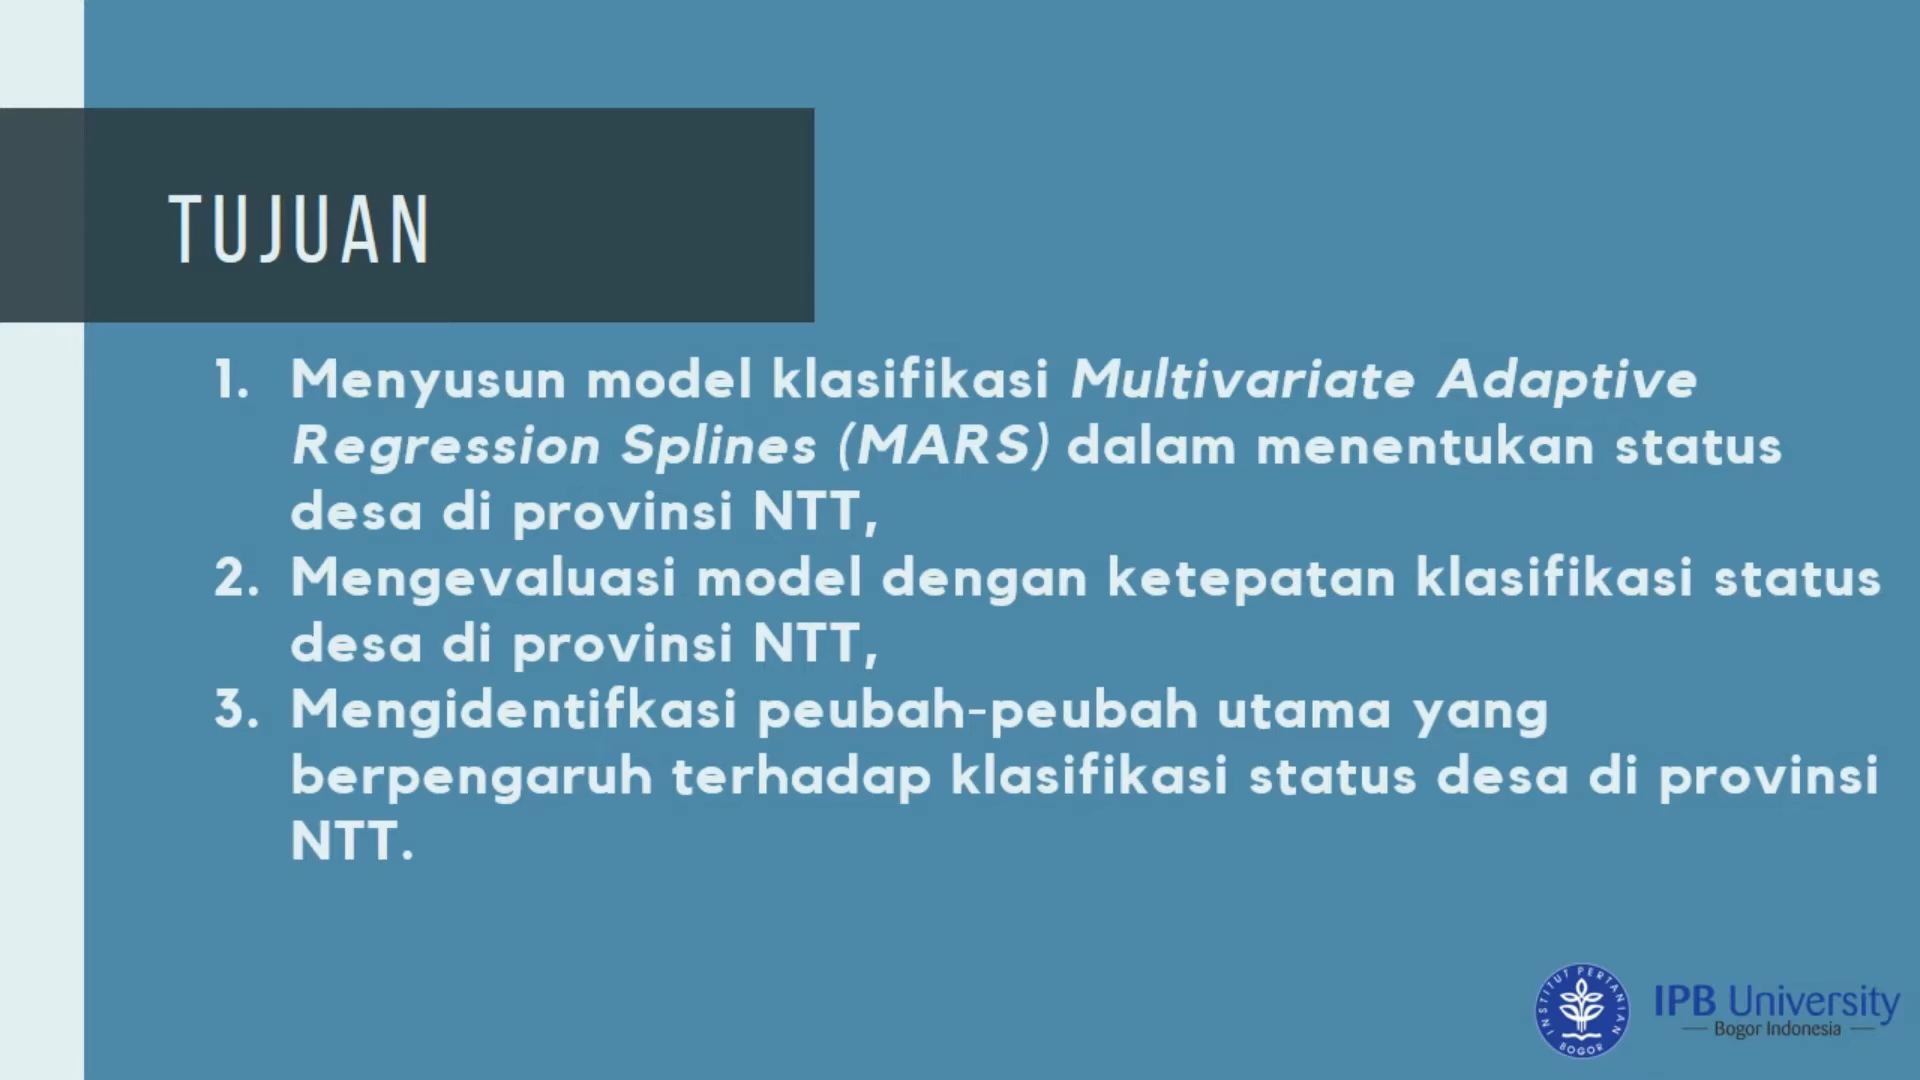 TUJUAN
1. Menyusun model klasifikasi Multivariate Adaptive
Regression Splines (MARS) dalam menentukan status
desa di provinsi NTT,
2. Mengevaluasi model dengan ketepatan klasifikasi status
desa di provinsi NTT,
3. Mengidentifkasi peubah-peubah utama yang
berpengaruh terhadap klasifikasi status desa di provinsi
NTT.
INSTITUT PERTANIAN
BOGOR
IPB University
Bogor Indonesia